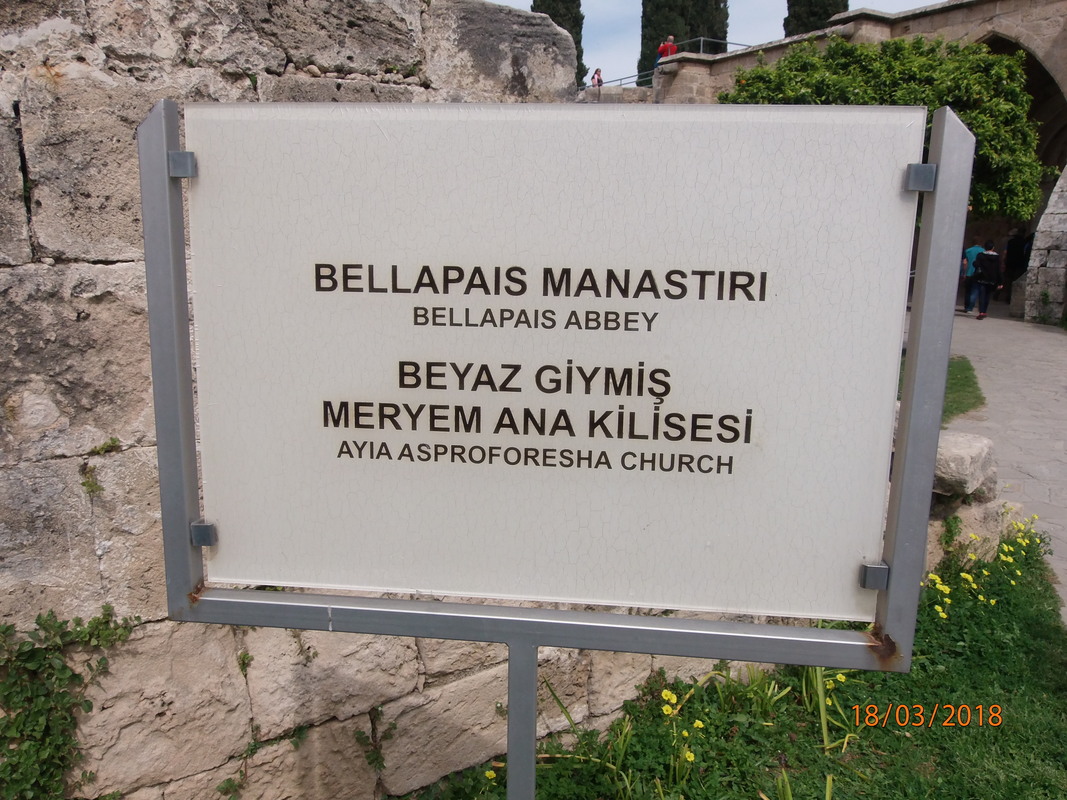 BELLAPAIS MANASTIRI
BELLAPAIS ABBEY
BEYAZ GİYMİŞ
MERYEM ANA KİLİSESİ
AYIA ASPROFORESHA CHURCH
18/03/2018